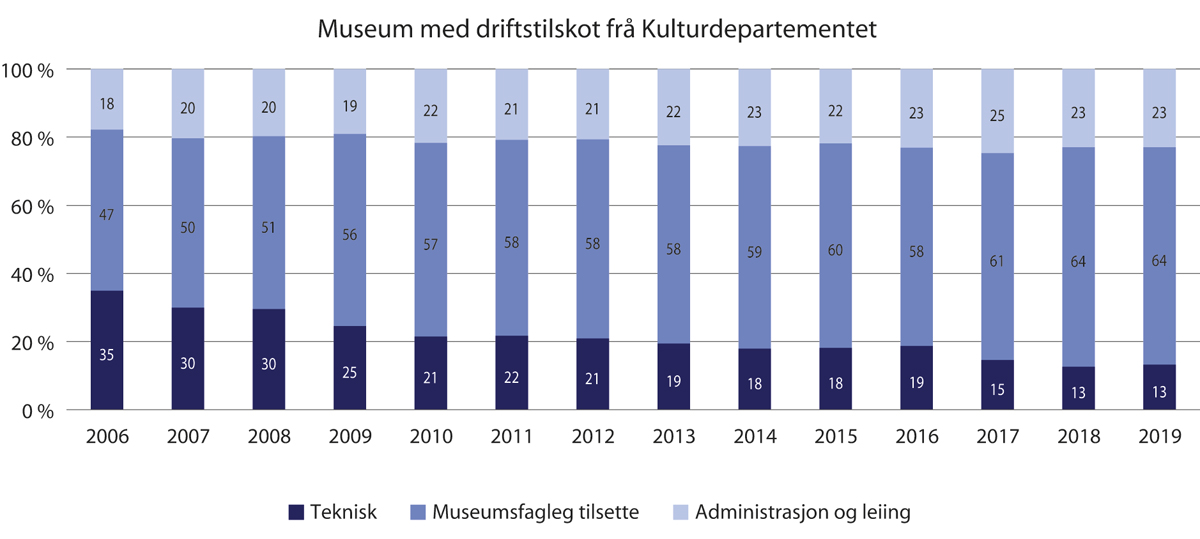 Museum med driftstilskot frå Kulturdepartementet
100 %
80 %
60 %
40 %
20 %
0 %
18 20 20 19 22 21 21 22 23 22 23 25 23 23
47 50 51 56 57 58 58 58 59 60 58 61 64 64
35 30 30 25 21 22 21 19 18 18 19 15 13 13
2006 2007 2008 2009 2010 2011 2012 2013 2014 2015 2016 2017 2018 2019
Teknisk Museumsfagleg tilsette Administrasjon og leiing